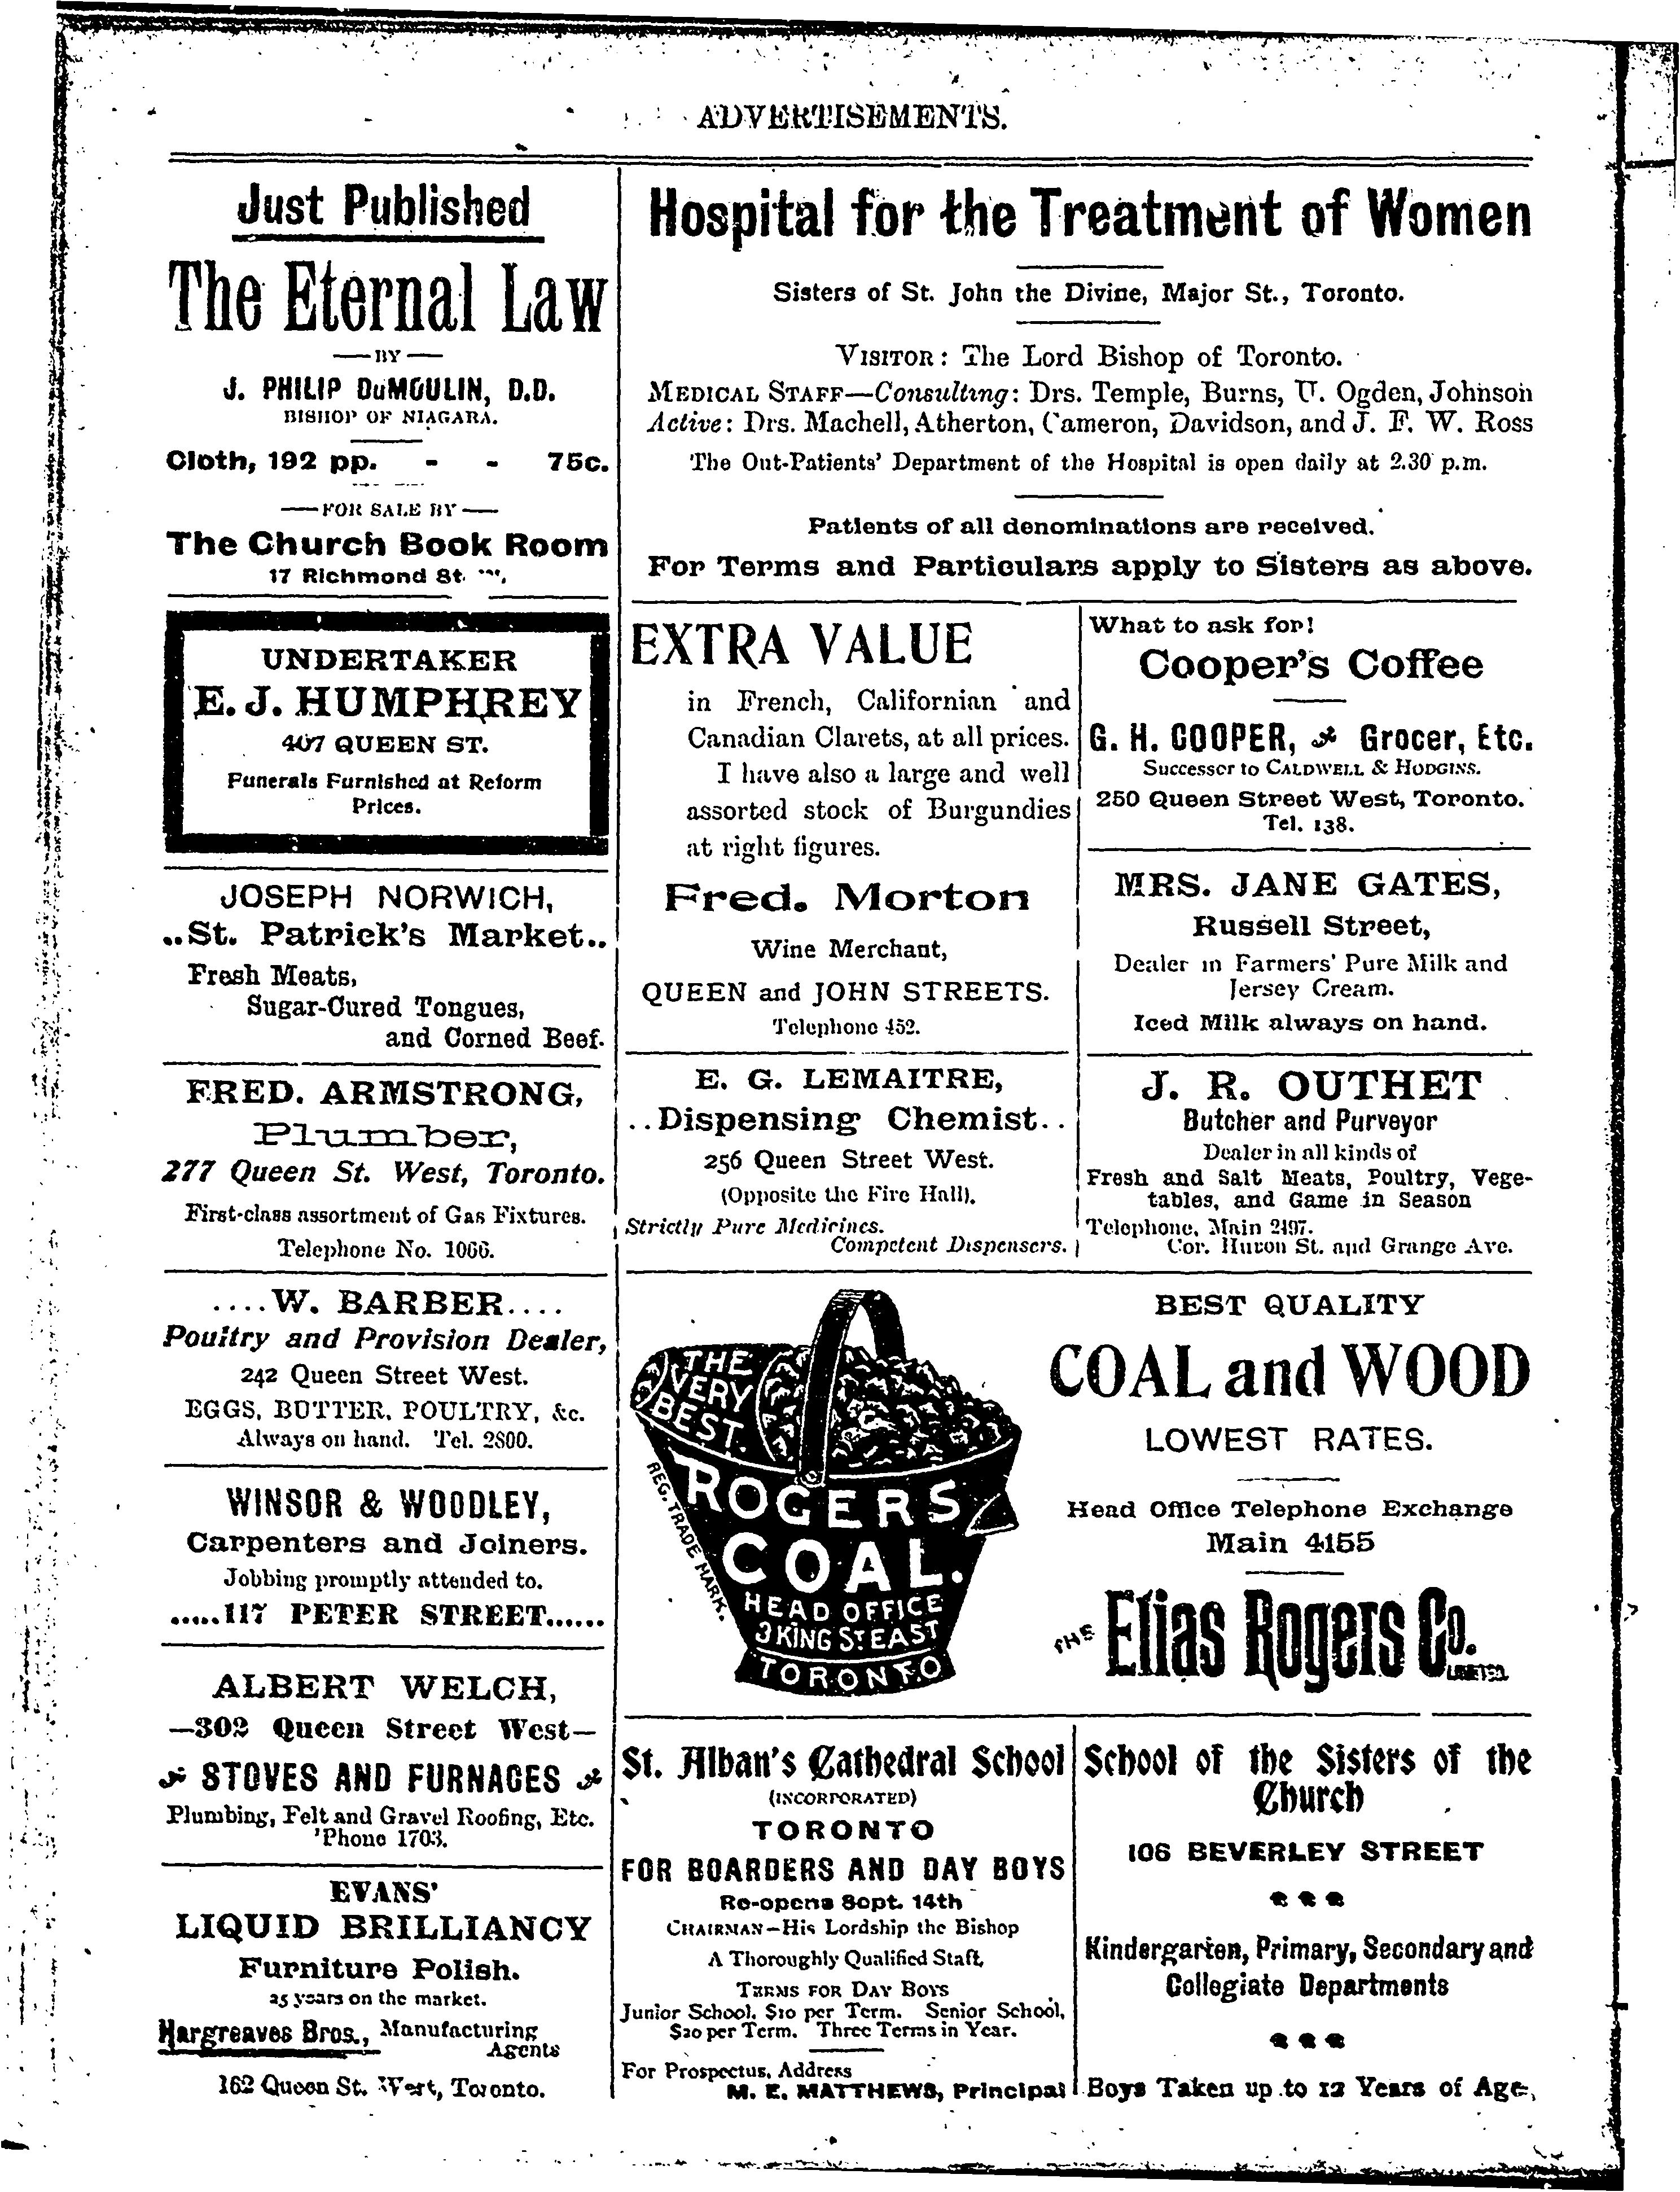 ADVERTISEMENTS.
Just Published
The Eternal Law
—BY—
J. PHILIP DUMOULIN, D.D.
BISHOP OF NIAGARA.
Cloth, 192 pp. - - 75c.
—FOR SALE BY—
The Church Book Room
17 Richmond St.
UNDERTAKER
E. J. HUMPHREY
407 QUEEN ST.
Funerals Furnished at Reform
Prices.
JOSEPH NORWICH,
..St. Patrick's Market..
Fresh Meats,
Sugar-Cured Tongues,
and Corned Beef.
FRED. ARMSTRONG,
Plumber,
277 Queen St. West, Toronto.
First-class assortment of Gas Fixtures.
Telephone No. 1066.
....W. BARBER....
Poultry and Provision Dealer,
242 Queen Street West.
EGGS, BUTTER, POULTRY, &c.
Always on hand. Tel. 2800.
WINSOR & WOODLEY,
Carpenters and Joiners.
Jobbing promptly attended to.
.....117 PETER STREET......
ALBERT WELCH,
—302 Queen Street West—
STOVES AND FURNACES
Plumbing, Felt and Gravel Roofing, Etc.
'Phone 1703.
EVANS'
LIQUID BRILLIANCY
Furniture Polish.
25 years on the market.
Hargreaves Bros., Manufacturing
Agents
162 Queen St. West, Toronto.
Hospital for the Treatment of Women
Sisters of St. John the Divine, Major St., Toronto.
VISITOR: The Lord Bishop of Toronto.
MEDICAL STAFF—Consulting: Drs. Temple, Burns, U. Ogden, Johnson
Active: Drs. Machell, Atherton, Cameron, Davidson, and J. F. W. Ross
The Out-Patients' Department of the Hospital is open daily at 2.30 p.m.
Patients of all denominations are received.
For Terms and Particulars apply to Sisters as above.
EXTRA VALUE
in French, Californian and
Canadian Clarets, at all prices.
I have also a large and well
assorted stock of Burgundies
at right figures.
Fred. Morton
Wine Merchant,
QUEEN and JOHN STREETS.
Telephone 452.
What to ask for!
Cooper's Coffee
G. H. COOPER, Grocer, Etc.
Successor to CALDWELL & HODGINS.
250 Queen Street West, Toronto.
Tel. 138.
MRS. JANE GATES,
Russell Street,
Dealer in Farmers' Pure Milk and
Jersey Cream.
Iced Milk always on hand.
E. G. LEMAITRE,
..Dispensing Chemist..
256 Queen Street West.
(Opposite the Fire Hall).
Strictly Pure Medicines.
Competent Dispensers.
J. R. OUTHET
Butcher and Purveyor
Dealer in all kinds of
Fresh and Salt Meats, Poultry, Vege-
tables, and Game in Season
Telephone, Main 2497.
Cor. Huron St. and Grange Ave.
THE
VERY
BEST.
ROGERS
COAL.
HEAD OFFICE
3 KING ST EAST
TORONTO
REG. TRADE MARK.
BEST QUALITY
COAL and WOOD
LOWEST RATES.
Head Office Telephone Exchange
Main 4155
THE Elias Rogers Co. LIMITED
St. Alban's Cathedral School
(INCORPORATED)
TORONTO
FOR BOARDERS AND DAY BOYS
Re-opens Sept. 14th
CHAIRMAN—His Lordship the Bishop
A Thoroughly Qualified Staff.
TERMS FOR DAY BOYS
Junior School, $10 per Term. Senior School,
$20 per Term. Three Terms in Year.
For Prospectus, Address
M. E. MATTHEWS, Principal
School of the Sisters of the
Church
106 BEVERLEY STREET
Kindergarten, Primary, Secondary and
Collegiate Departments
Boys Taken up to 12 Years of Age,